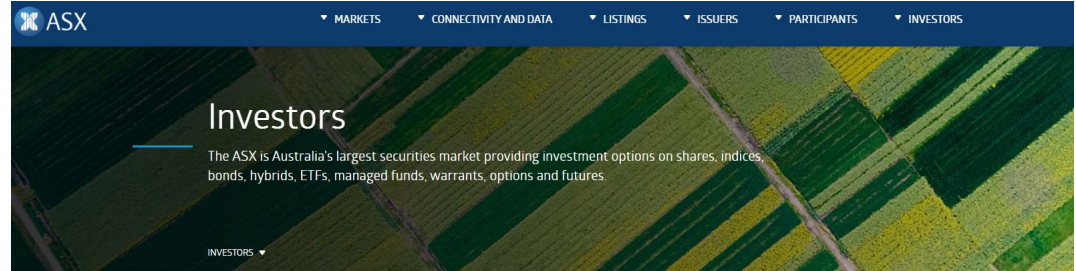 ASX
MARKETS CONNECTIVITY AND DATA LISTINGS ISSUERS PARTICIPANTS INVESTORS
Investors
The ASX is Australia's largest securities market providing investment options on shares, indices,
bonds, hybrids, ETFs, managed funds, warrants, options and futures.
INVESTORS